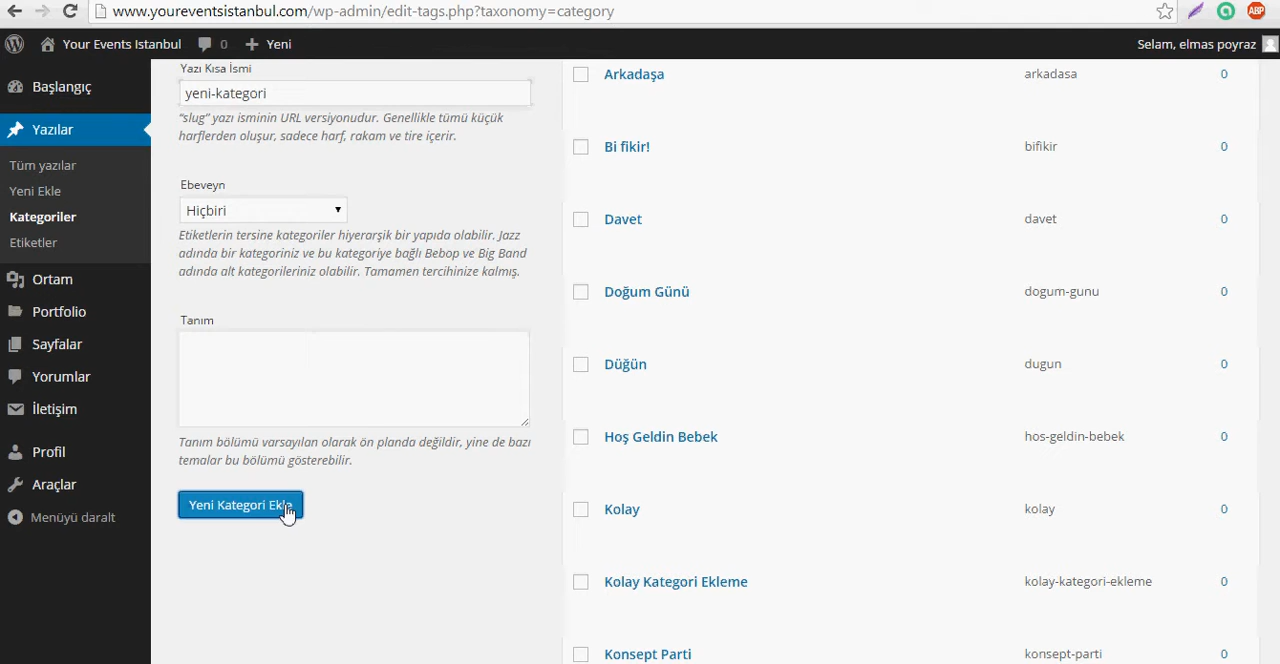 www.youreventsistanbul.com/wp-admin/edit-tags.php?taxonomy=category
ABP
Your Events Istanbul 0 Yeni
Selam, elmas poyraz
Başlangıç
Yazılar
Tüm yazılar
Yeni Ekle
Kategoriler
Etiketler
Ortam
Portfolio
Sayfalar
Yorumlar
İletişim
Profil
Araçlar
Menüyü daralt
Yazı Kısa İsmi
yeni-kategori
“slug” yazı isminin URL versiyonudur. Genellikle tümü küçük
harflerden oluşur, sadece harf, rakam ve tire içerir.
Ebeveyn
Hiçbiri
Etiketlerin tersine kategoriler hiyerarşik bir yapıda olabilir. Jazz
adında bir kategoriniz ve bu kategoriye bağlı Bebop ve Big Band
adında alt kategorileriniz olabilir. Tamamen tercihinize kalmış.
Tanım
Tanım bölümü varsayılan olarak ön planda değildir, yine de bazı
temalar bu bölümü gösterebilir.
Yeni Kategori Ekle
Arkadaşa arkadasa 0
Bi fikir! bifikir 0
Davet davet 0
Doğum Günü dogum-gunu 0
Düğün dugun 0
Hoş Geldin Bebek hos-geldin-bebek 0
Kolay kolay 0
Kolay Kategori Ekleme kolay-kategori-ekleme 0
Konsept Parti konsept-parti 0